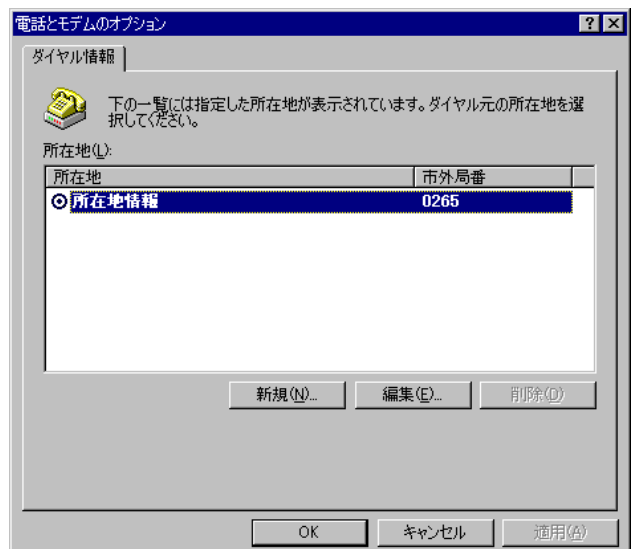 電話とモデムのオプション
ダイヤル情報
下の一覧には指定した所在地が表示されています。ダイヤル元の所在地を選
択してください。
所在地(L):
所在地 市外局番
所在地情報 0265
新規(N)... 編集(E)... 削除(D)
OK キャンセル 適用(A)